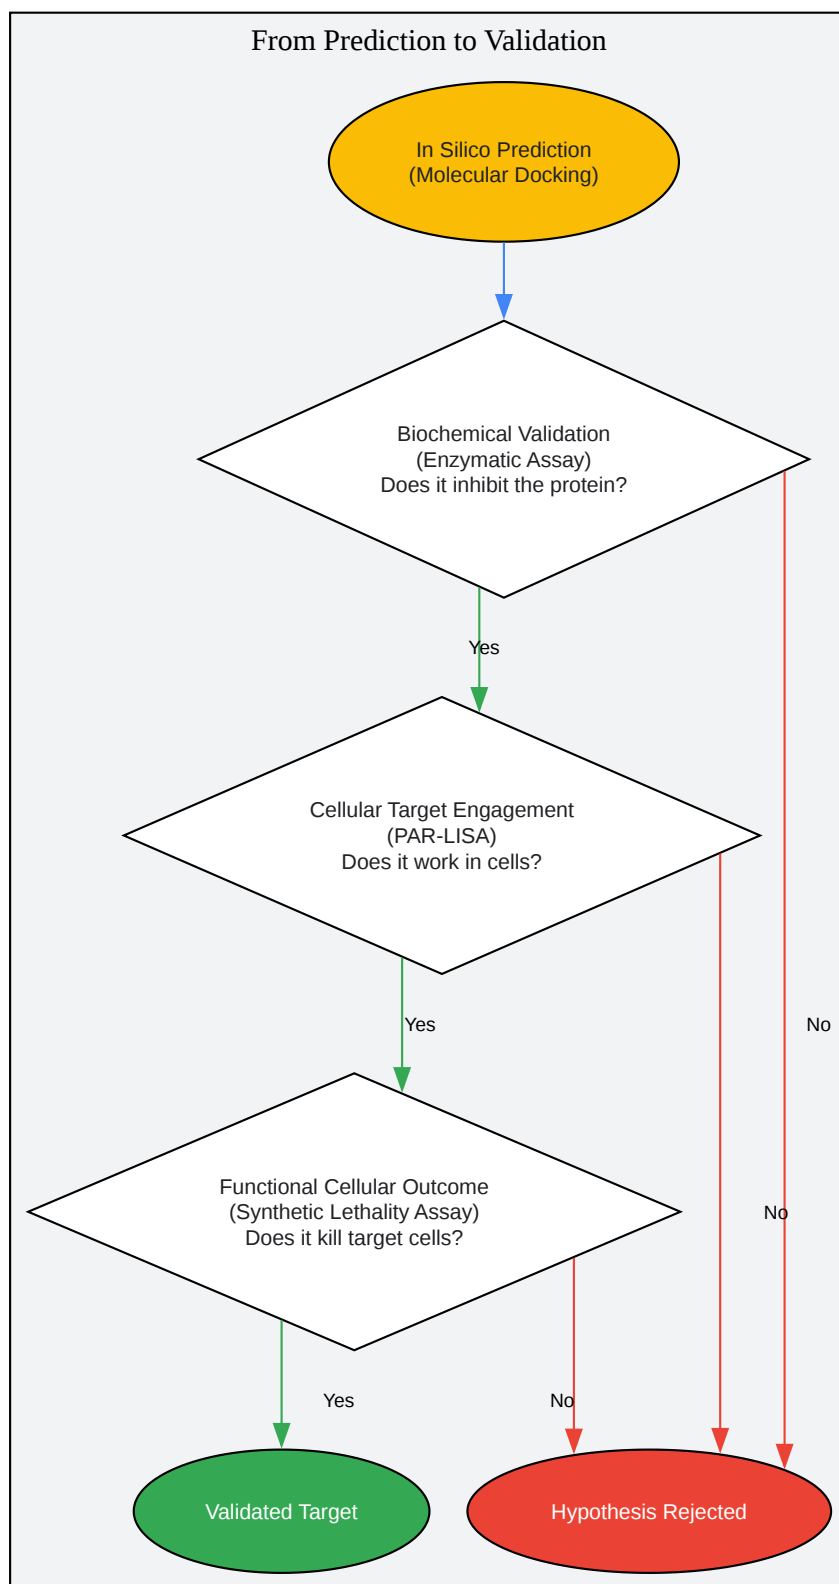 From Prediction to Validation
In Silico Prediction
(Molecular Docking)
Biochemical Validation
(Enzymatic Assay)
Does it inhibit the protein?
Yes
Cellular Target Engagement
(PAR-LISA)
Does it work in cells?
Yes
No
Functional Cellular Outcome
(Synthetic Lethality Assay)
Does it kill target cells?
No
Yes
No
Validated Target
Hypothesis Rejected